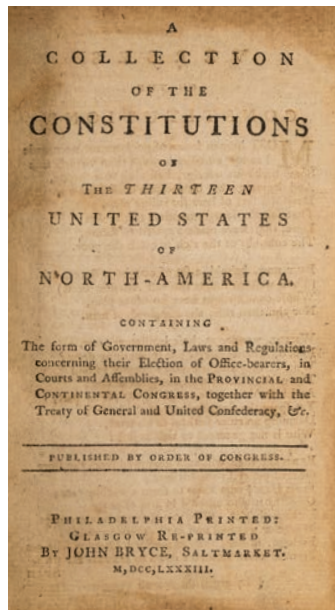 A
COLLECTION
OF THE
CONSTITUTIONS
OF
THE THIRTEEN
UNITED STATES
OF
NORTH-AMERICA.
CONTAINING
The form of Government, Laws and Regulations
concerning their Election of Office-bearers, in
Courts and Assemblies, in the PROVINCIAL and
CONTINENTAL CONGRESS, together with the
Treaty of General and United Confederacy, &c.
PUBLISHED BY ORDER OF CONGRESS.
PHILADELPHIA PRINTED:
GLASGOW RE-PRINTED
BY JOHN BRYCE, SALTMARKET.
M,DCC,LXXXIII.